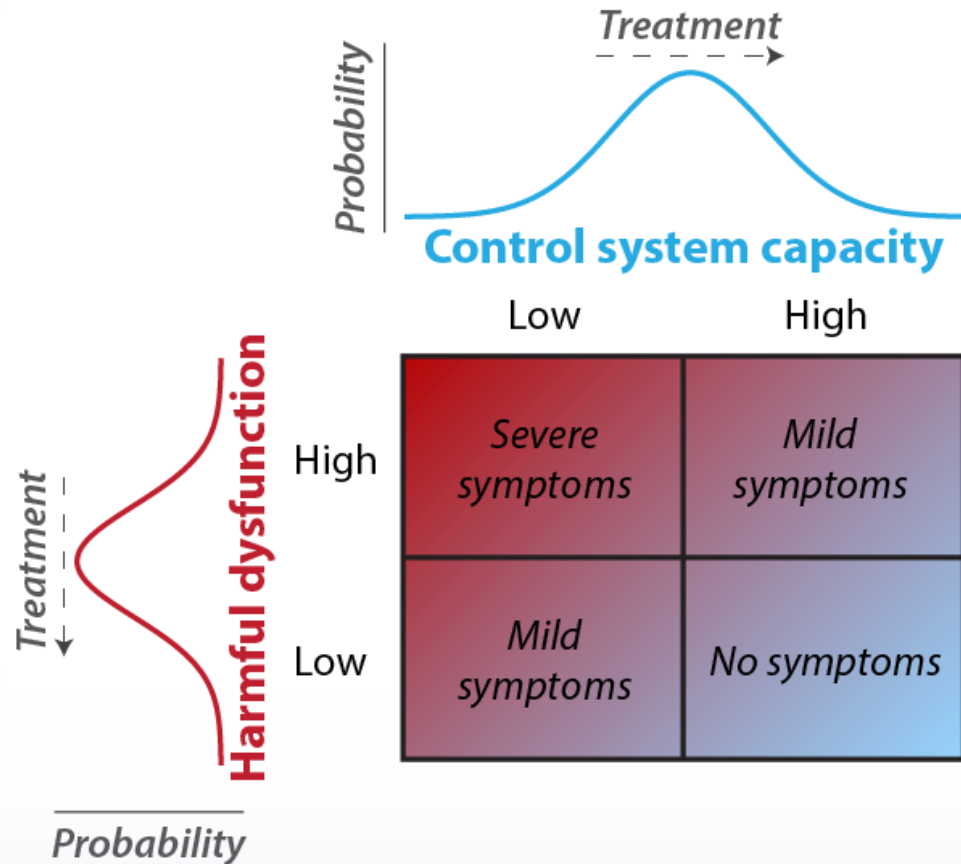 Treatment
Probability
Control system capacity
Low
High
Harmful dysfunction
Treatment
High
Severe
symptoms
Mild
symptoms
Low
Mild
symptoms
No symptoms
Probability